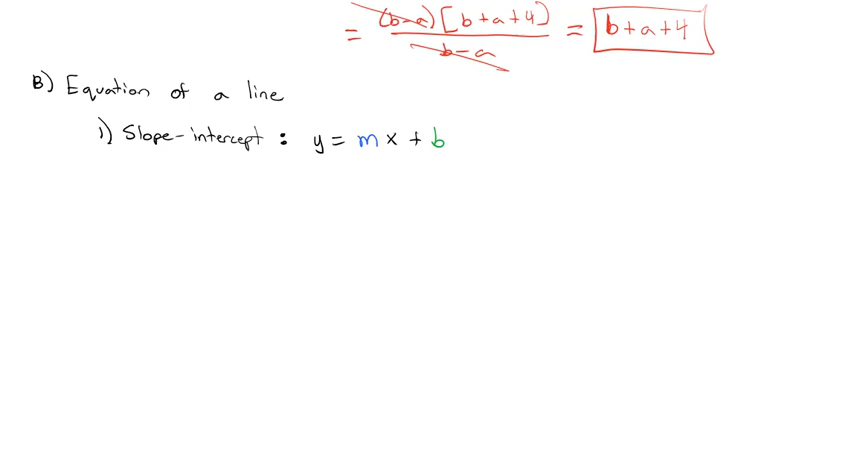 = (b-a)[b+a+4] / b-a = b+a+4
B) Equation of a line
1) Slope-intercept : y = mx + b